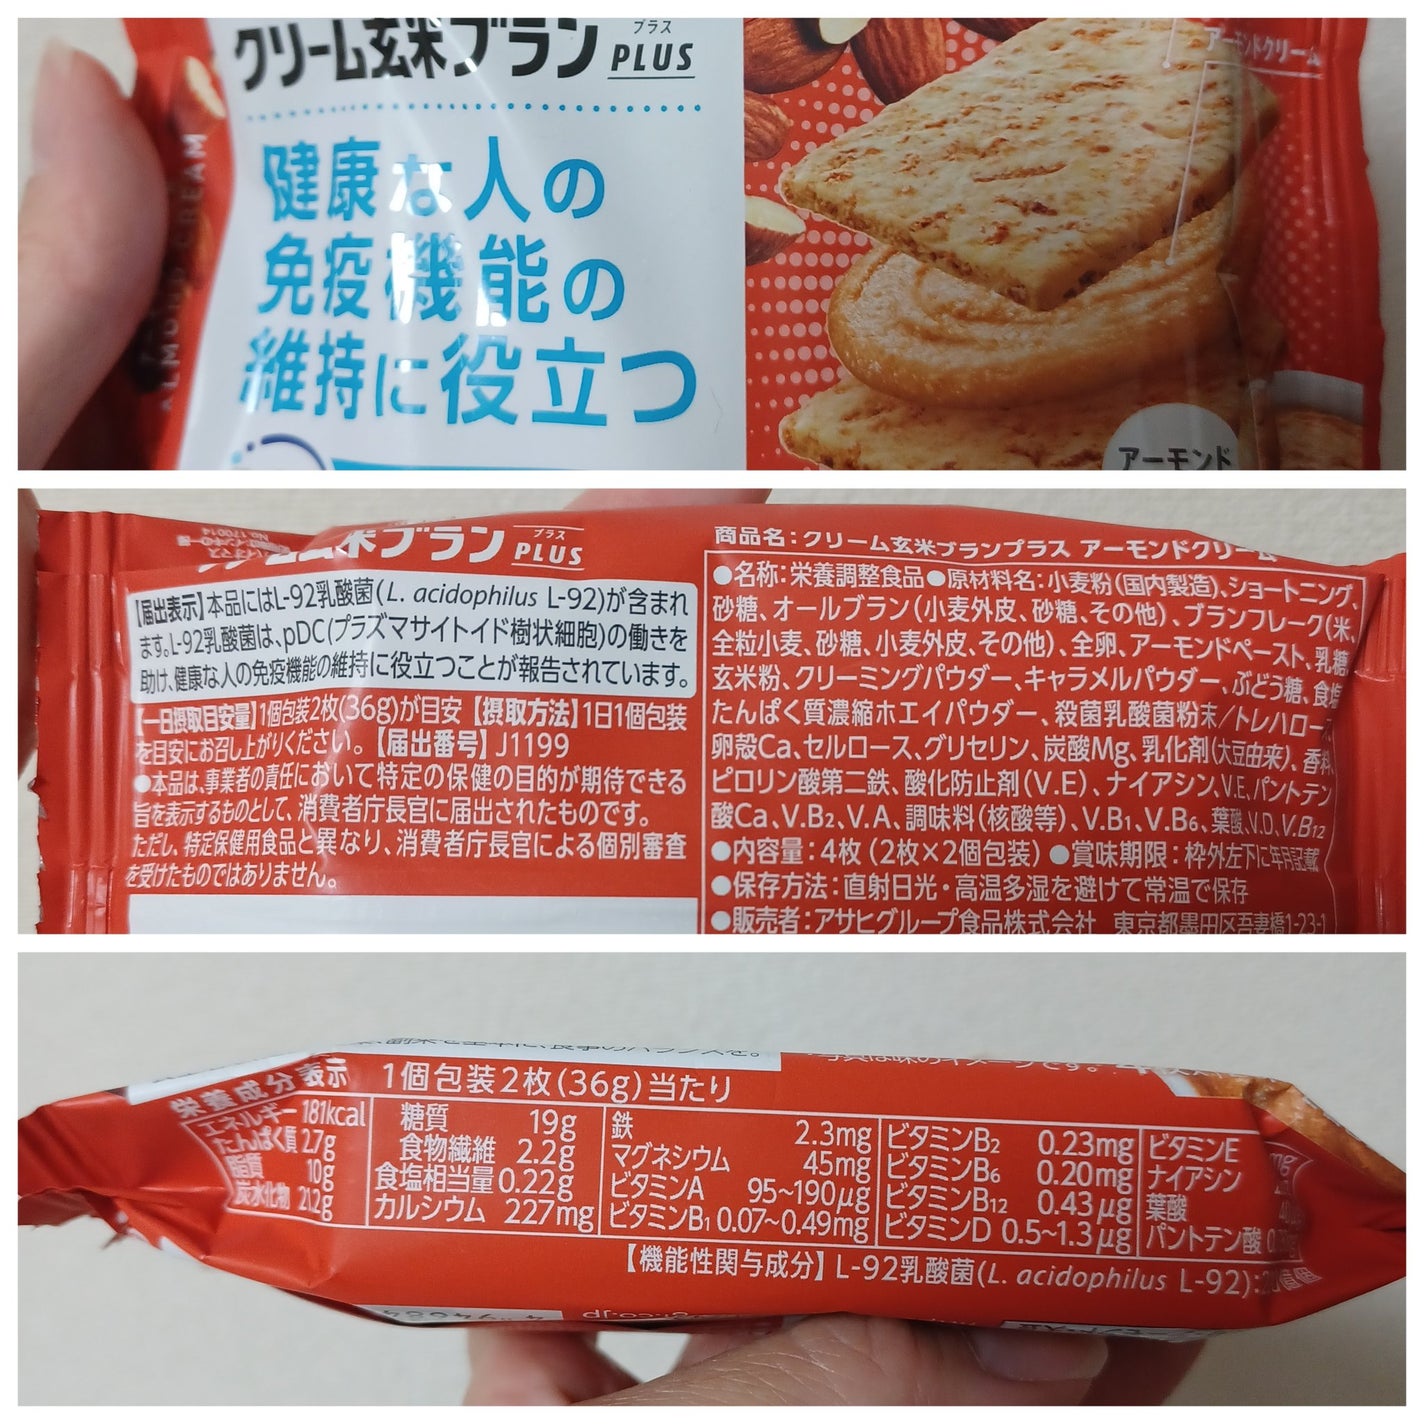 クリーム玄米ブラン プラス PLUS
健康な人の
免疫機能の
維持に役立つ
アーモンドクリーム
アーモンド
ALMOND CREAM
玄米ブラン プラス PLUS
【届出表示】本品にはL-92乳酸菌(L. acidophilus L-92)が含まれ
ます。L-92乳酸菌は、pDC(プラズマサイトイド樹状細胞)の働きを
助け、健康な人の免疫機能の維持に役立つことが報告されています。
【一日摂取目安量】1個包装2枚(36g)が目安【摂取方法】1日1個包装
を目安にお召し上がりください。【届出番号】J1199
●本品は、事業者の責任において特定の保健の目的が期待できる
旨を表示するものとして、消費者庁長官に届出されたものです。
ただし、特定保健用食品と異なり、消費者庁長官による個別審査
を受けたものではありません。
商品名:クリーム玄米ブランプラス アーモンドクリーム
●名称:栄養調整食品●原材料名:小麦粉(国内製造)、ショートニング、
砂糖、オールブラン(小麦外皮、砂糖、その他)、ブランフレーク(米、
全粒小麦、砂糖、小麦外皮、その他)、全卵、アーモンドペースト、乳糖、
玄米粉、クリーミングパウダー、キャラメルパウダー、ぶどう糖、食塩、
たんぱく質濃縮ホエイパウダー、殺菌乳酸菌粉末/トレハロース、
卵殻Ca、セルロース、グリセリン、炭酸Mg、乳化剤(大豆由来)、香料、
ピロリン酸第二鉄、酸化防止剤(V.E)、ナイアシン、V.E、パントテン
酸Ca、V.B2、V.A、調味料(核酸等)、V.B1、V.B6、葉酸、V.D、V.B12
●内容量:4枚(2枚×2個包装)●賞味期限:枠外左下に年月記載
●保存方法:直射日光・高温多湿を避けて常温で保存
●販売者:アサヒグループ食品株式会社 東京都墨田区吾妻橋1-23-1
栄養成分表示 1個包装2枚(36g)当たり
エネルギー 181kcal
たんぱく質 2.7g
脂質 10g
炭水化物 21.2g
糖質 19g
食物繊維 2.2g
食塩相当量 0.22g
カルシウム 227mg
鉄 2.3mg
マグネシウム 45mg
ビタミンA 95~190μg
ビタミンB1 0.07~0.49mg
ビタミンB2 0.23mg
ビタミンB6 0.20mg
ビタミンB12 0.43μg
ビタミンD 0.5~1.3μg
ビタミンE
ナイアシン
葉酸
パントテン酸
【機能性関与成分】L-92乳酸菌(L. acidophilus L-92):